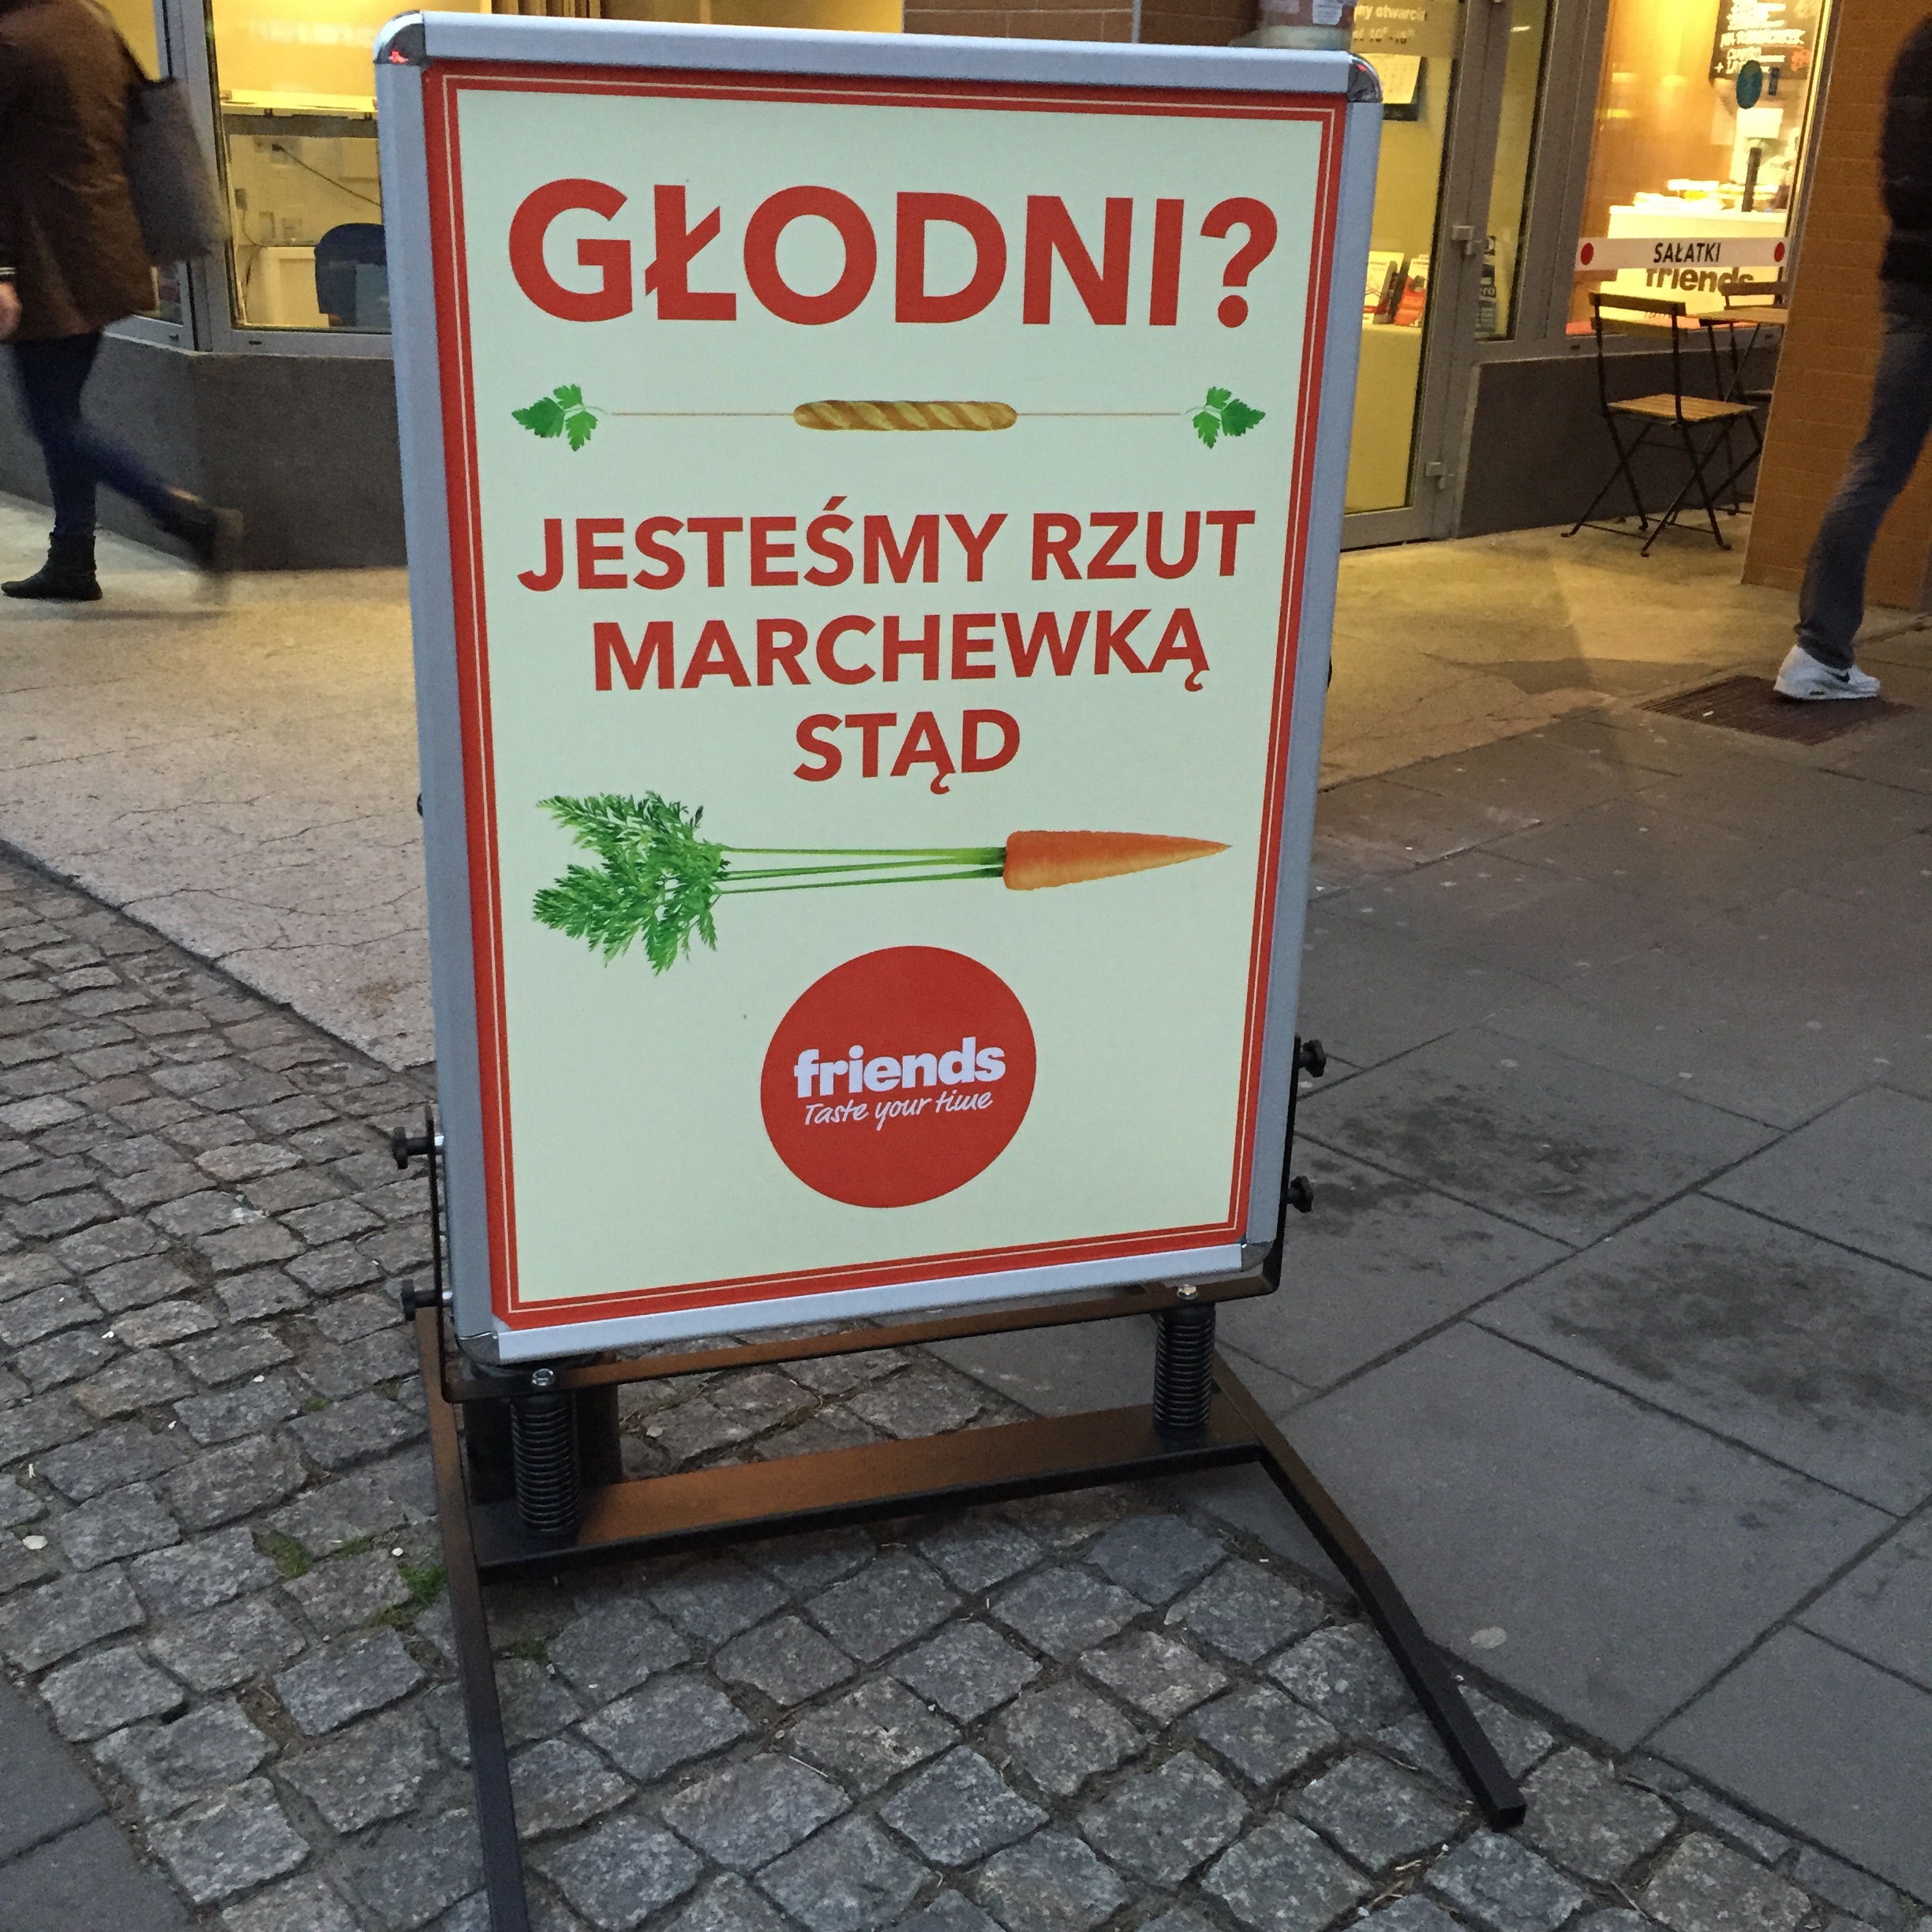 GŁODNI?
JESTEŚMY RZUT
MARCHEWKĄ
STĄD
friends
Taste your time
SAŁATKI
friends